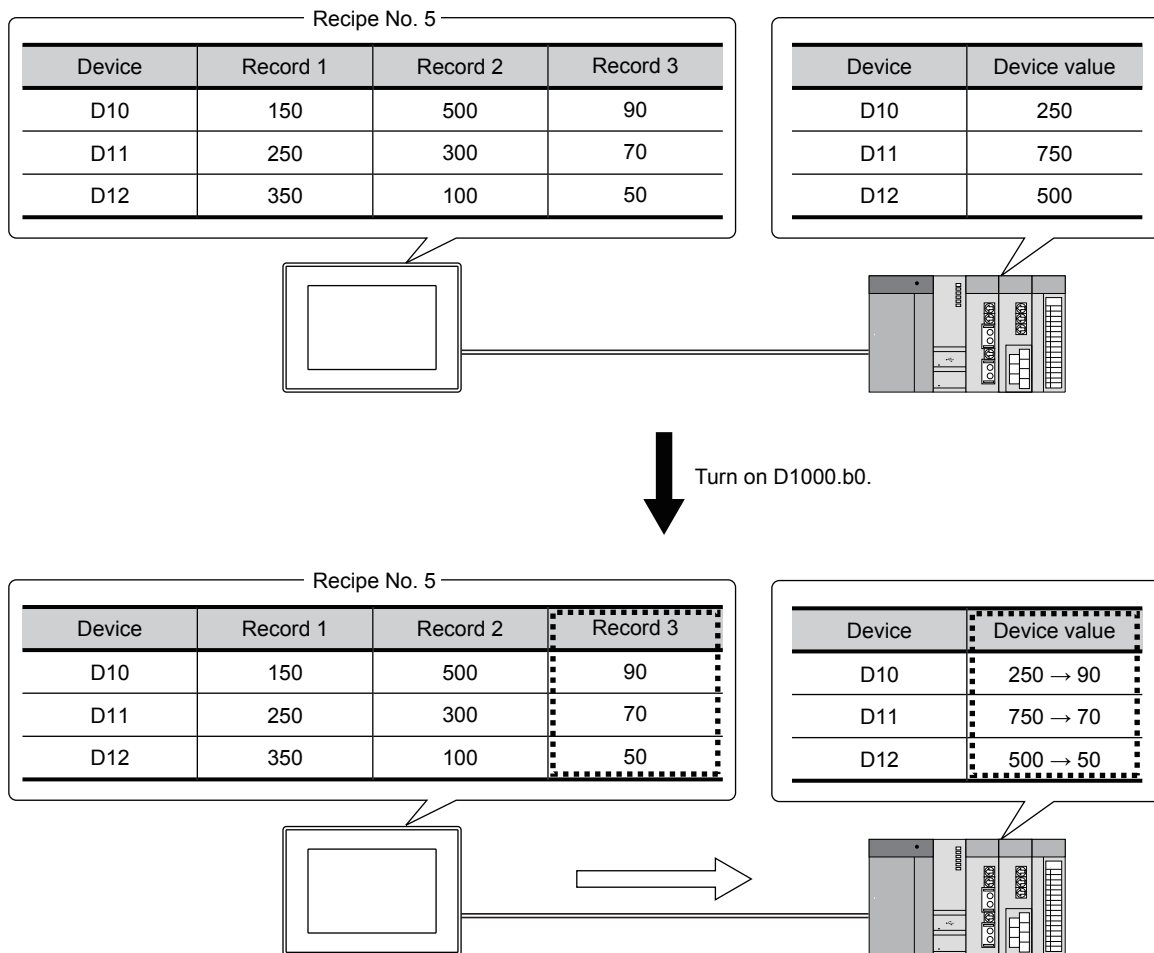 Recipe No. 5
Device Record 1 Record 2 Record 3
D10 150 500 90
D11 250 300 70
D12 350 100 50
Device Device value
D10 250
D11 750
D12 500
Turn on D1000.b0.
Recipe No. 5
Device Record 1 Record 2 Record 3
D10 150 500 90
D11 250 300 70
D12 350 100 50
Device Device value
D10 250 → 90
D11 750 → 70
D12 500 → 50